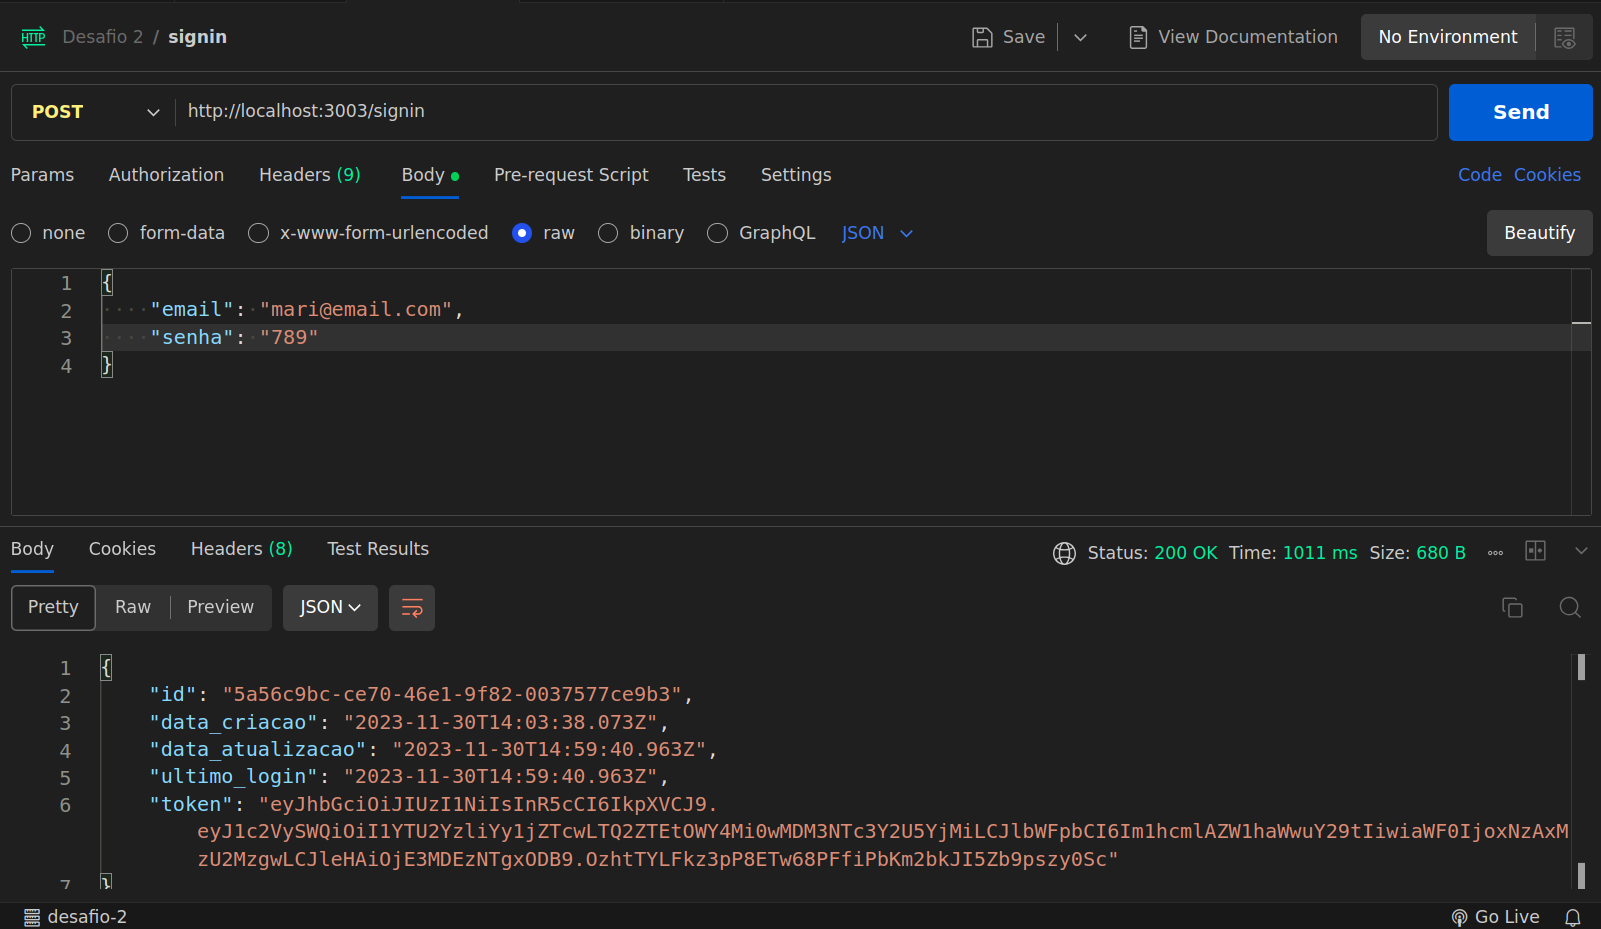 HTTP Desafio 2 / signin Save View Documentation No Environment
POST http://localhost:3003/signin Send
Params Authorization Headers (9) Body Pre-request Script Tests Settings Code Cookies
none form-data x-www-form-urlencoded raw binary GraphQL JSON Beautify
1 {
2 "email": "mari@email.com",
3 "senha": "789"
4 }
Body Cookies Headers (8) Test Results Status: 200 OK Time: 1011 ms Size: 680 B
Pretty Raw Preview JSON
1 {
2 "id": "5a56c9bc-ce70-46e1-9f82-0037577ce9b3",
3 "data_criacao": "2023-11-30T14:03:38.073Z",
4 "data_atualizacao": "2023-11-30T14:59:40.963Z",
5 "ultimo_login": "2023-11-30T14:59:40.963Z",
6 "token": "eyJhbGciOiJIUzI1NiIsInR5cCI6IkpXVCJ9.
eyJ1c2VySWQiOiI1YTU2YzliYy1jZTcwLTQ2ZTEtOWY4Mi0wMDM3NTc3Y2U5YjMiLCJlbWFpbCI6Im1hcmlAZW1haWwuY29tIiwiaWF0IjoxNzAxM
zU2MzgwLCJleHAiOjE3MDEzNTgxODB9.OzhtTYLFkz3pP8ETw68PFfiPbKm2bkJI5Zb9pszy0Sc"
7 }
desafio-2 Go Live